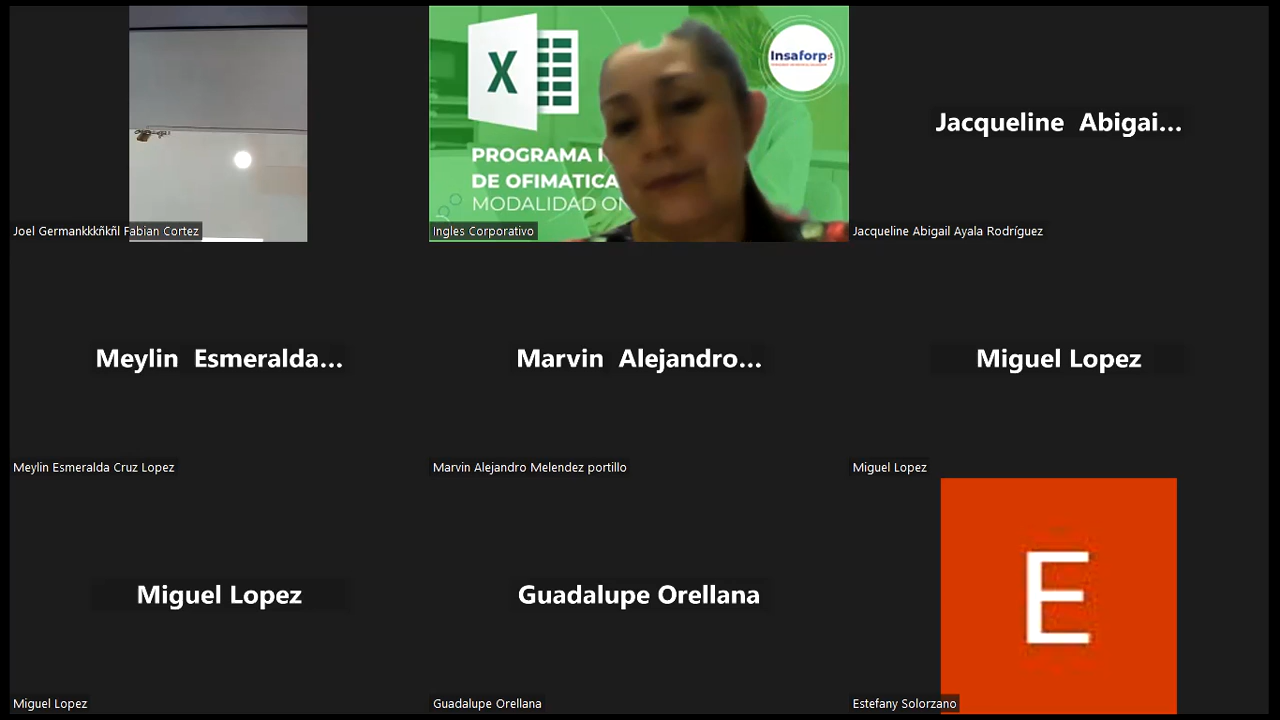 Joel Germankkkñkñl Fabian Cortez
X
Insaforp
PROGRAMA
DE OFIMATICA
MODALIDAD
Ingles Corporativo
Jacqueline Abigai...
Jacqueline Abigail Ayala Rodríguez
Meylin Esmeralda...
Meylin Esmeralda Cruz Lopez
Marvin Alejandro...
Marvin Alejandro Melendez portillo
Miguel Lopez
Miguel Lopez
Miguel Lopez
Miguel Lopez
Guadalupe Orellana
Guadalupe Orellana
E
Estefany Solorzano